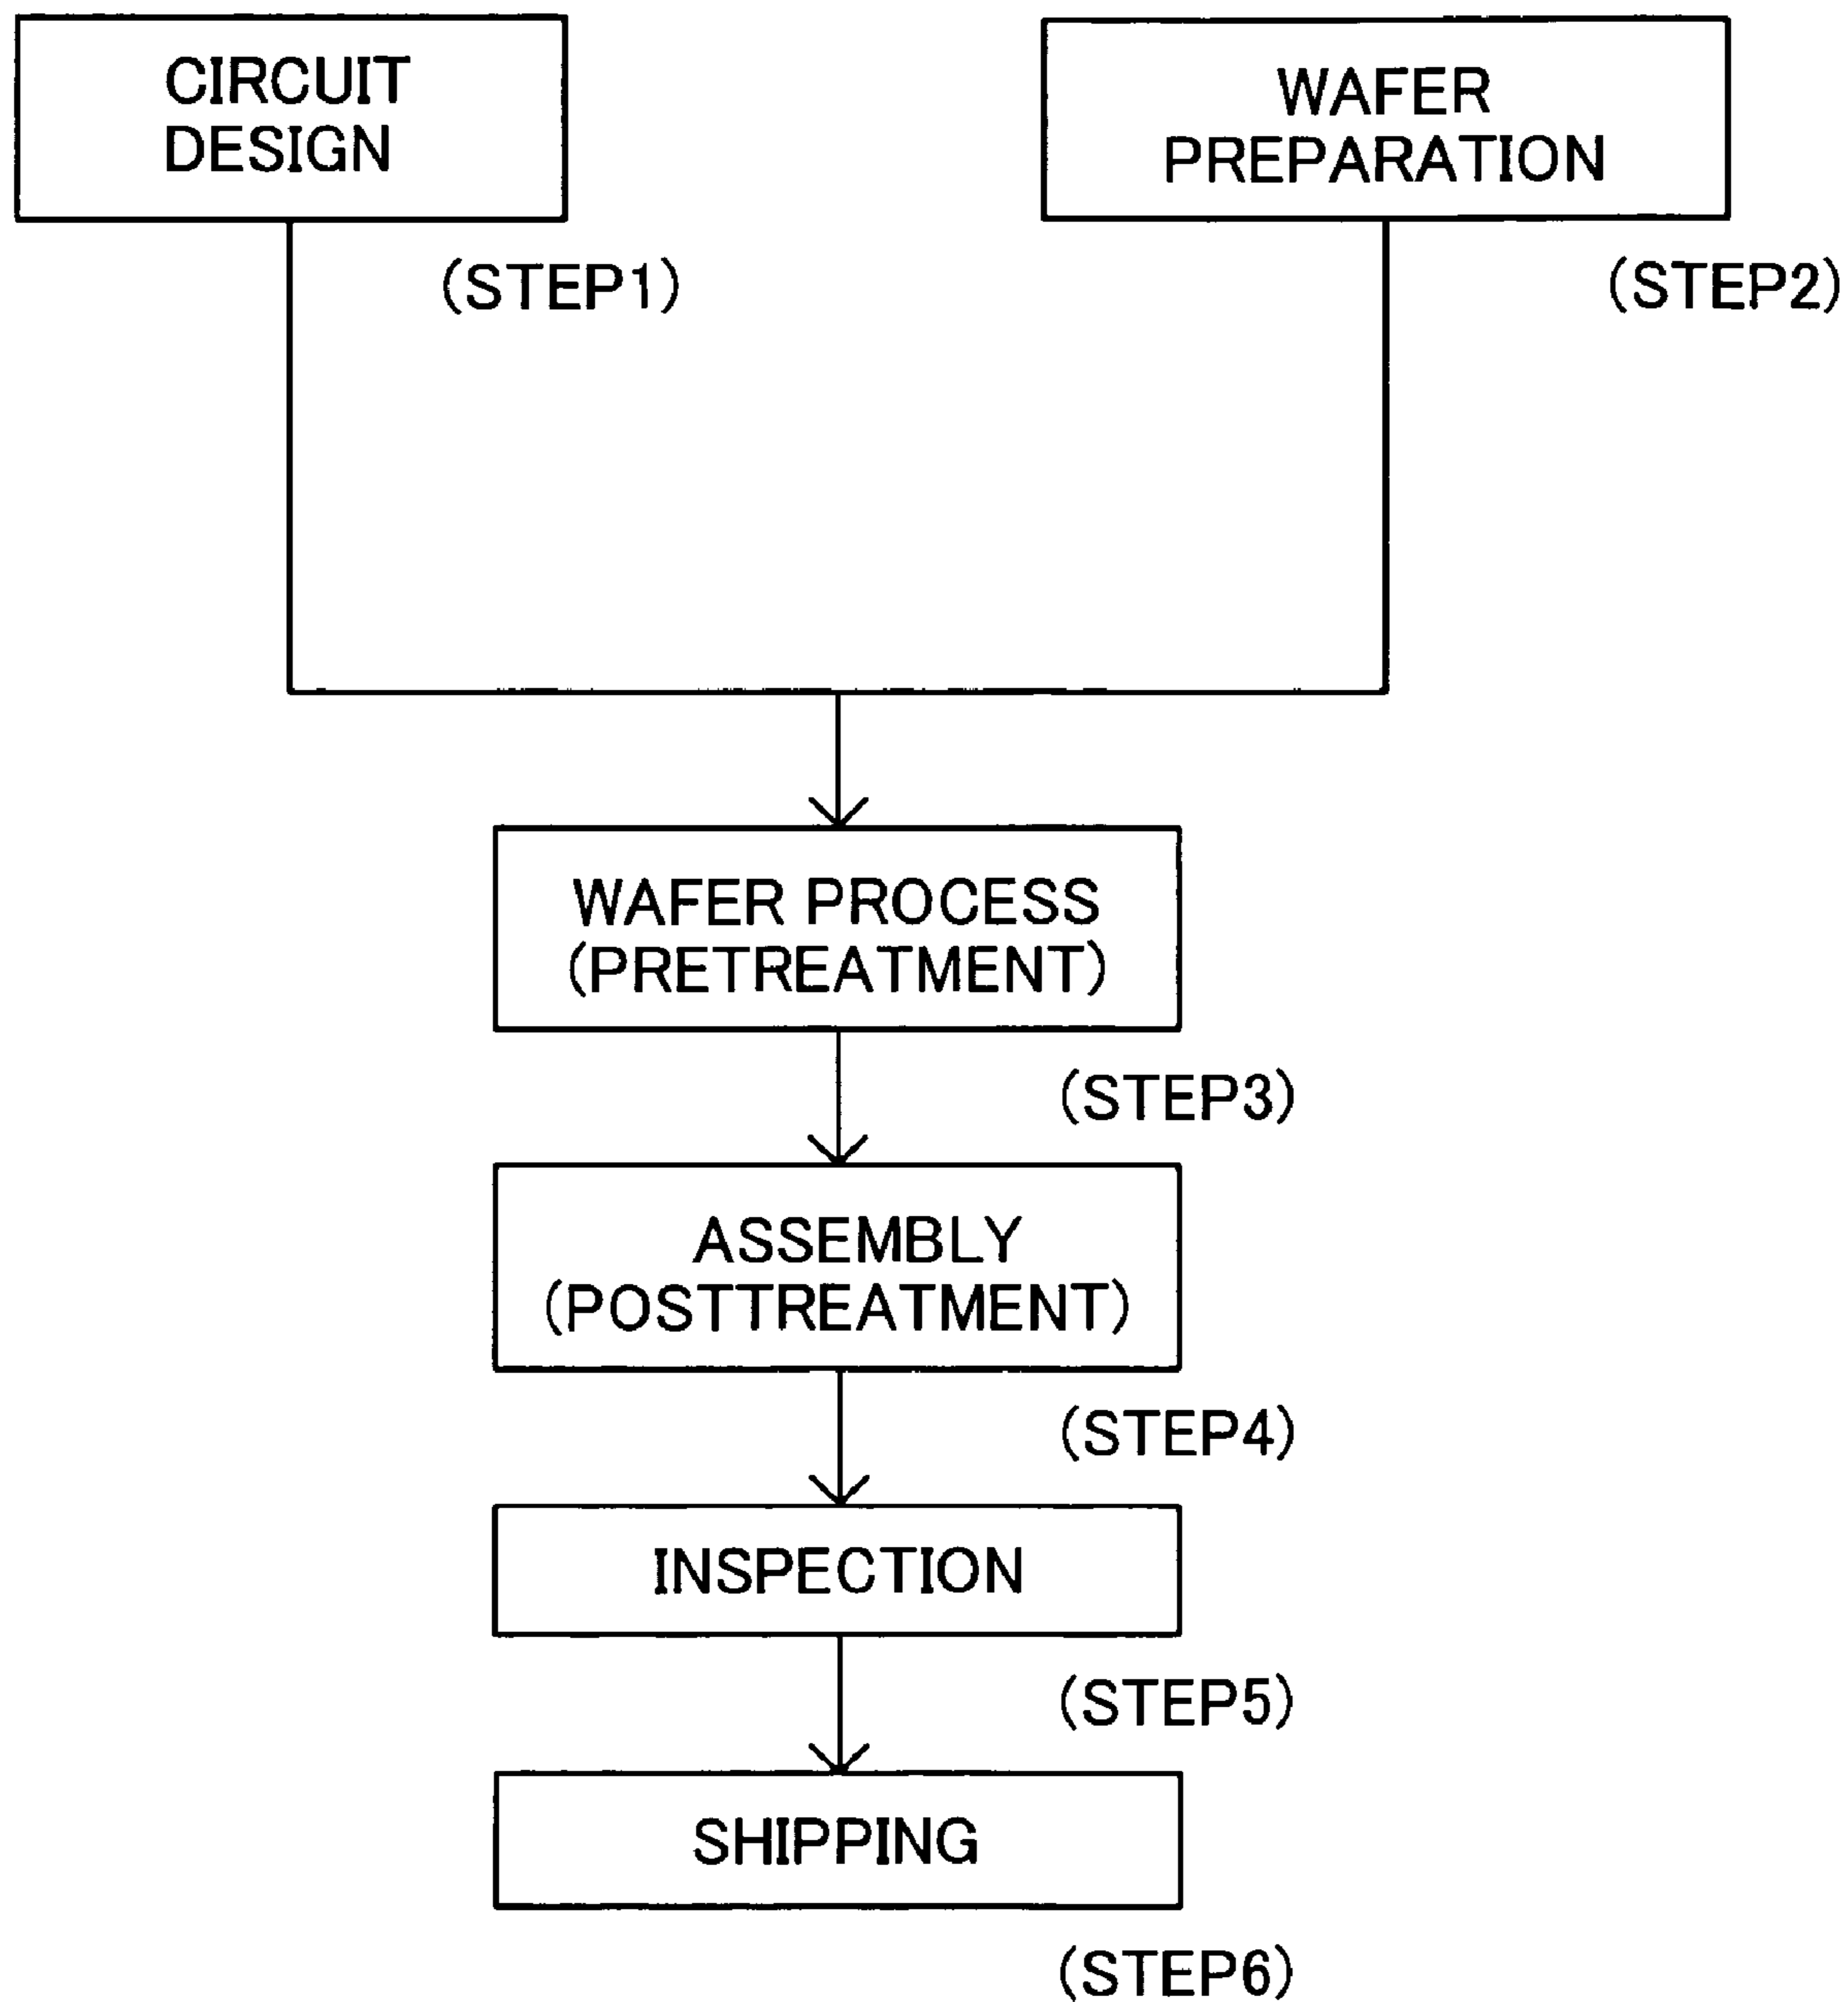 CIRCUIT
DESIGN
(STEP1)
WAFER
PREPARATION
(STEP2)
WAFER PROCESS
(PRETREATMENT)
(STEP3)
ASSEMBLY
(POSTTREATMENT)
(STEP4)
INSPECTION
(STEP5)
SHIPPING
(STEP6)